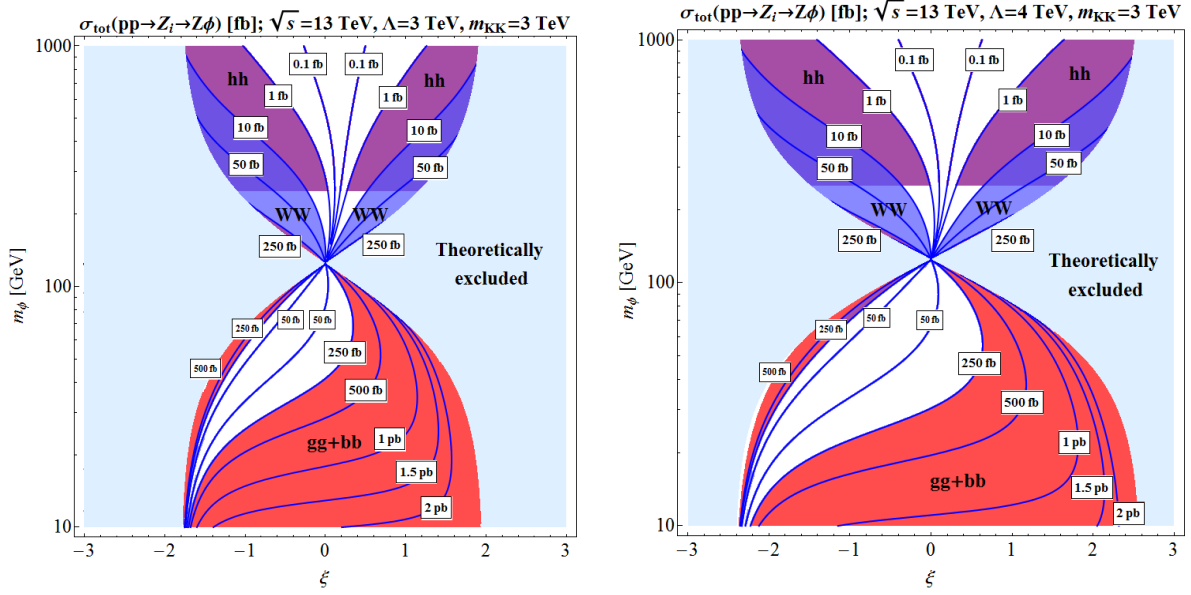 σtot(pp→Zi→Zϕ) [fb]; √s =13 TeV, Λ=3 TeV, mKK=3 TeV
1000
100
10
mϕ [GeV]
hh
hh
0.1 fb
0.1 fb
1 fb
1 fb
10 fb
10 fb
50 fb
50 fb
WW
WW
250 fb
250 fb
Theoretically
excluded
250 fb
50 fb
50 fb
500 fb
250 fb
500 fb
gg+bb
1 pb
1.5 pb
2 pb
−3
−2
−1
0
1
2
3
ξ
σtot(pp→Zi→Zϕ) [fb]; √s =13 TeV, Λ=4 TeV, mKK=3 TeV
1000
100
10
mϕ [GeV]
hh
hh
0.1 fb
0.1 fb
1 fb
1 fb
10 fb
10 fb
50 fb
50 fb
WW
WW
250 fb
250 fb
Theoretically
excluded
250 fb
50 fb
50 fb
500 fb
250 fb
500 fb
gg+bb
1 pb
1.5 pb
2 pb
−3
−2
−1
0
1
2
3
ξ